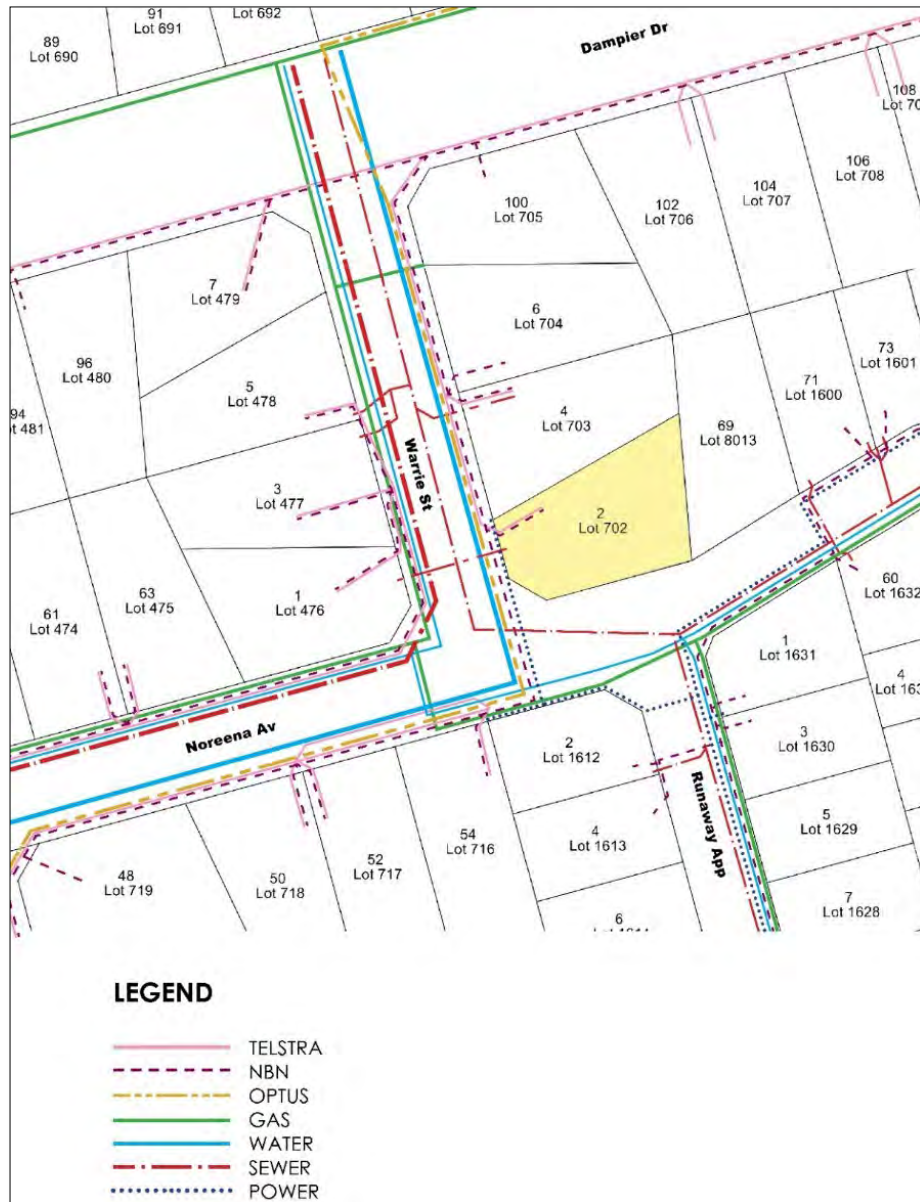 89
Lot 690
91
Lot 691
Lot 692
Dampier Dr
108
106
Lot 708
104
Lot 707
102
Lot 706
100
Lot 705
7
Lot 479
6
Lot 704
96
Lot 480
94
5
Lot 478
73
Lot 1601
71
Lot 1600
69
Lot 8013
4
Lot 703
Warrie St
3
Lot 477
2
Lot 702
61
Lot 474
63
Lot 475
1
Lot 476
60
Lot 1632
1
Lot 1631
4
Noreena Av
2
Lot 1612
3
Lot 1630
Runaway App
48
Lot 719
50
Lot 718
52
Lot 717
54
Lot 716
4
Lot 1613
5
Lot 1629
6
7
Lot 1628
LEGEND
TELSTRA
NBN
OPTUS
GAS
WATER
SEWER
POWER